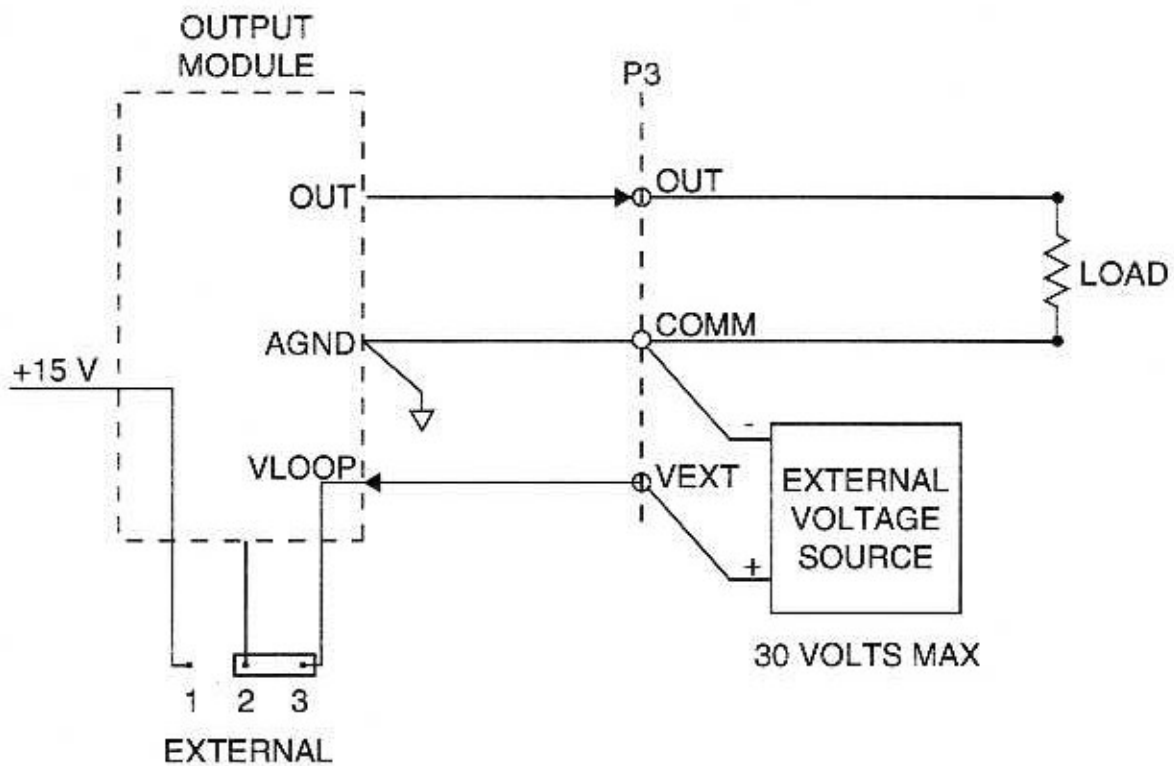 OUTPUT
MODULE
P3
OUT
OUT
LOAD
AGND
COMM
+15 V
VLOOP
VEXT
-
+
EXTERNAL
VOLTAGE
SOURCE
30 VOLTS MAX
1 2 3
EXTERNAL